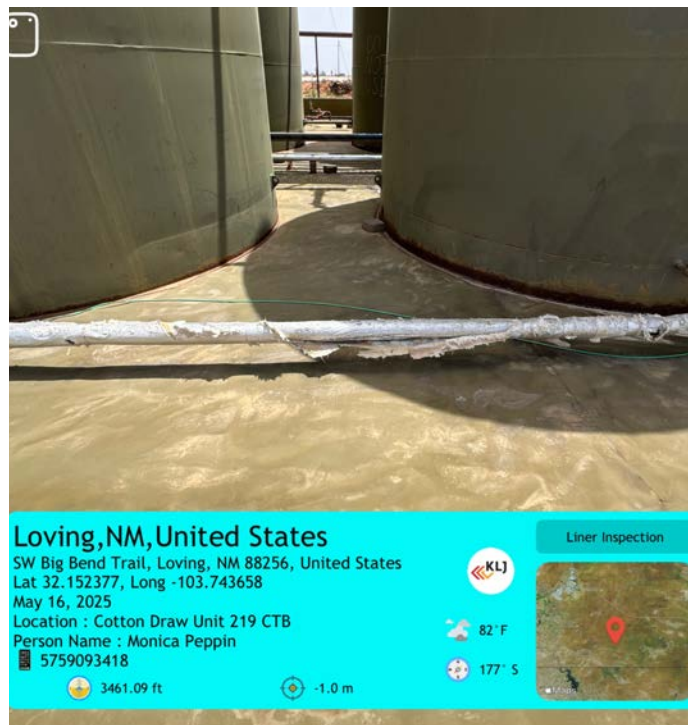 Loving,NM,United States
SW Big Bend Trail, Loving, NM 88256, United States
Lat 32.152377, Long -103.743658
May 16, 2025
Location : Cotton Draw Unit 219 CTB
Person Name : Monica Peppin
5759093418
3461.09 ft
-1.0 m
KLJ
82°F
177° S
Liner Inspection
Maps